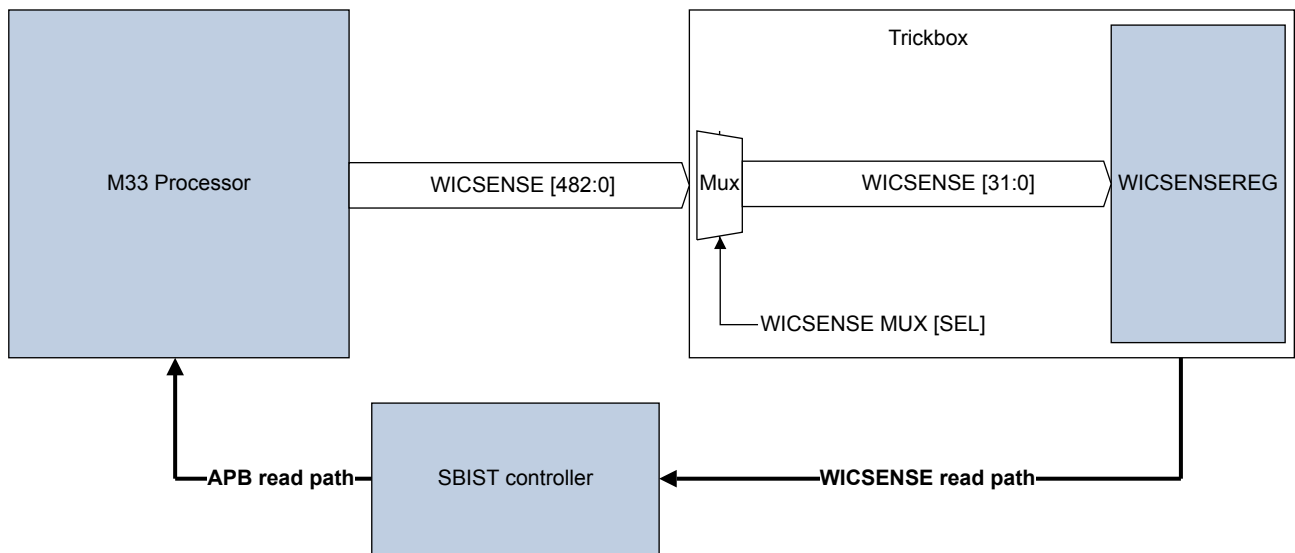 Trickbox
M33 Processor
WICSENSE [482:0]
Mux
WICSENSE [31:0]
WICSENSEREG
WICSENSE MUX [SEL]
APB read path
SBIST controller
WICSENSE read path